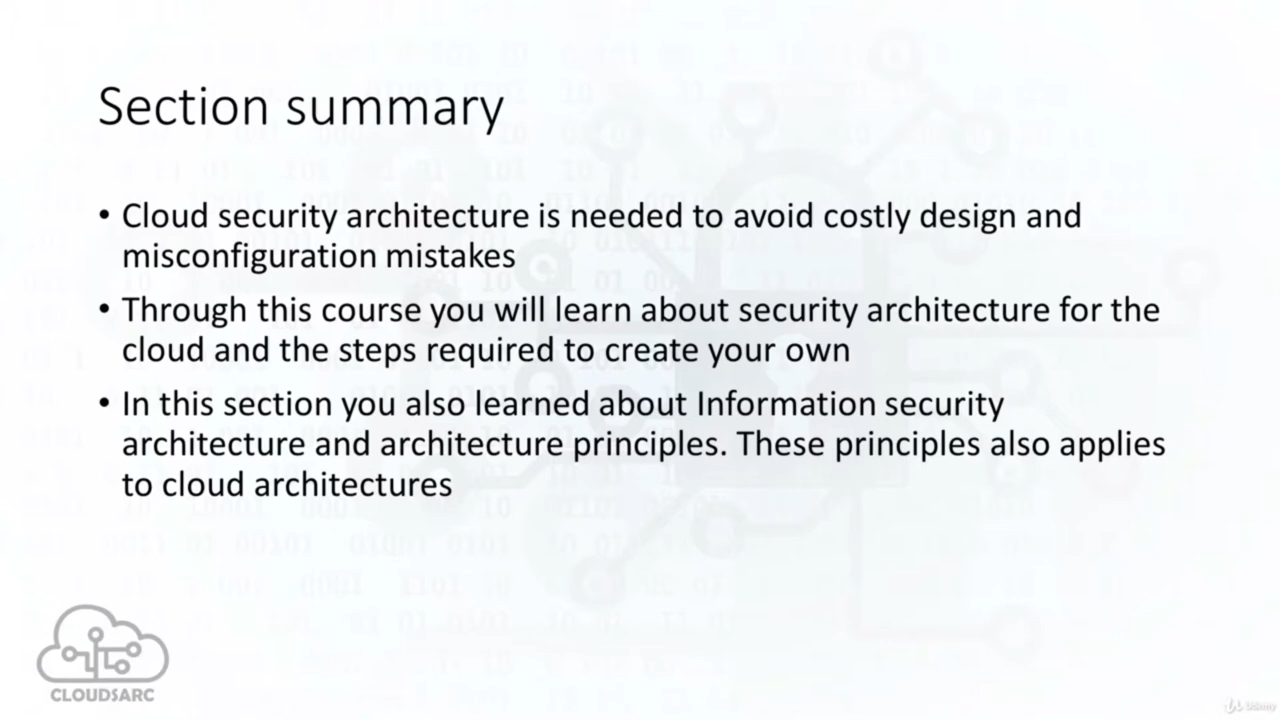 Section summary
• Cloud security architecture is needed to avoid costly design and
misconfiguration mistakes
• Through this course you will learn about security architecture for the
cloud and the steps required to create your own
• In this section you also learned about Information security
architecture and architecture principles. These principles also applies
to cloud architectures
CLOUDSARC
Udemy